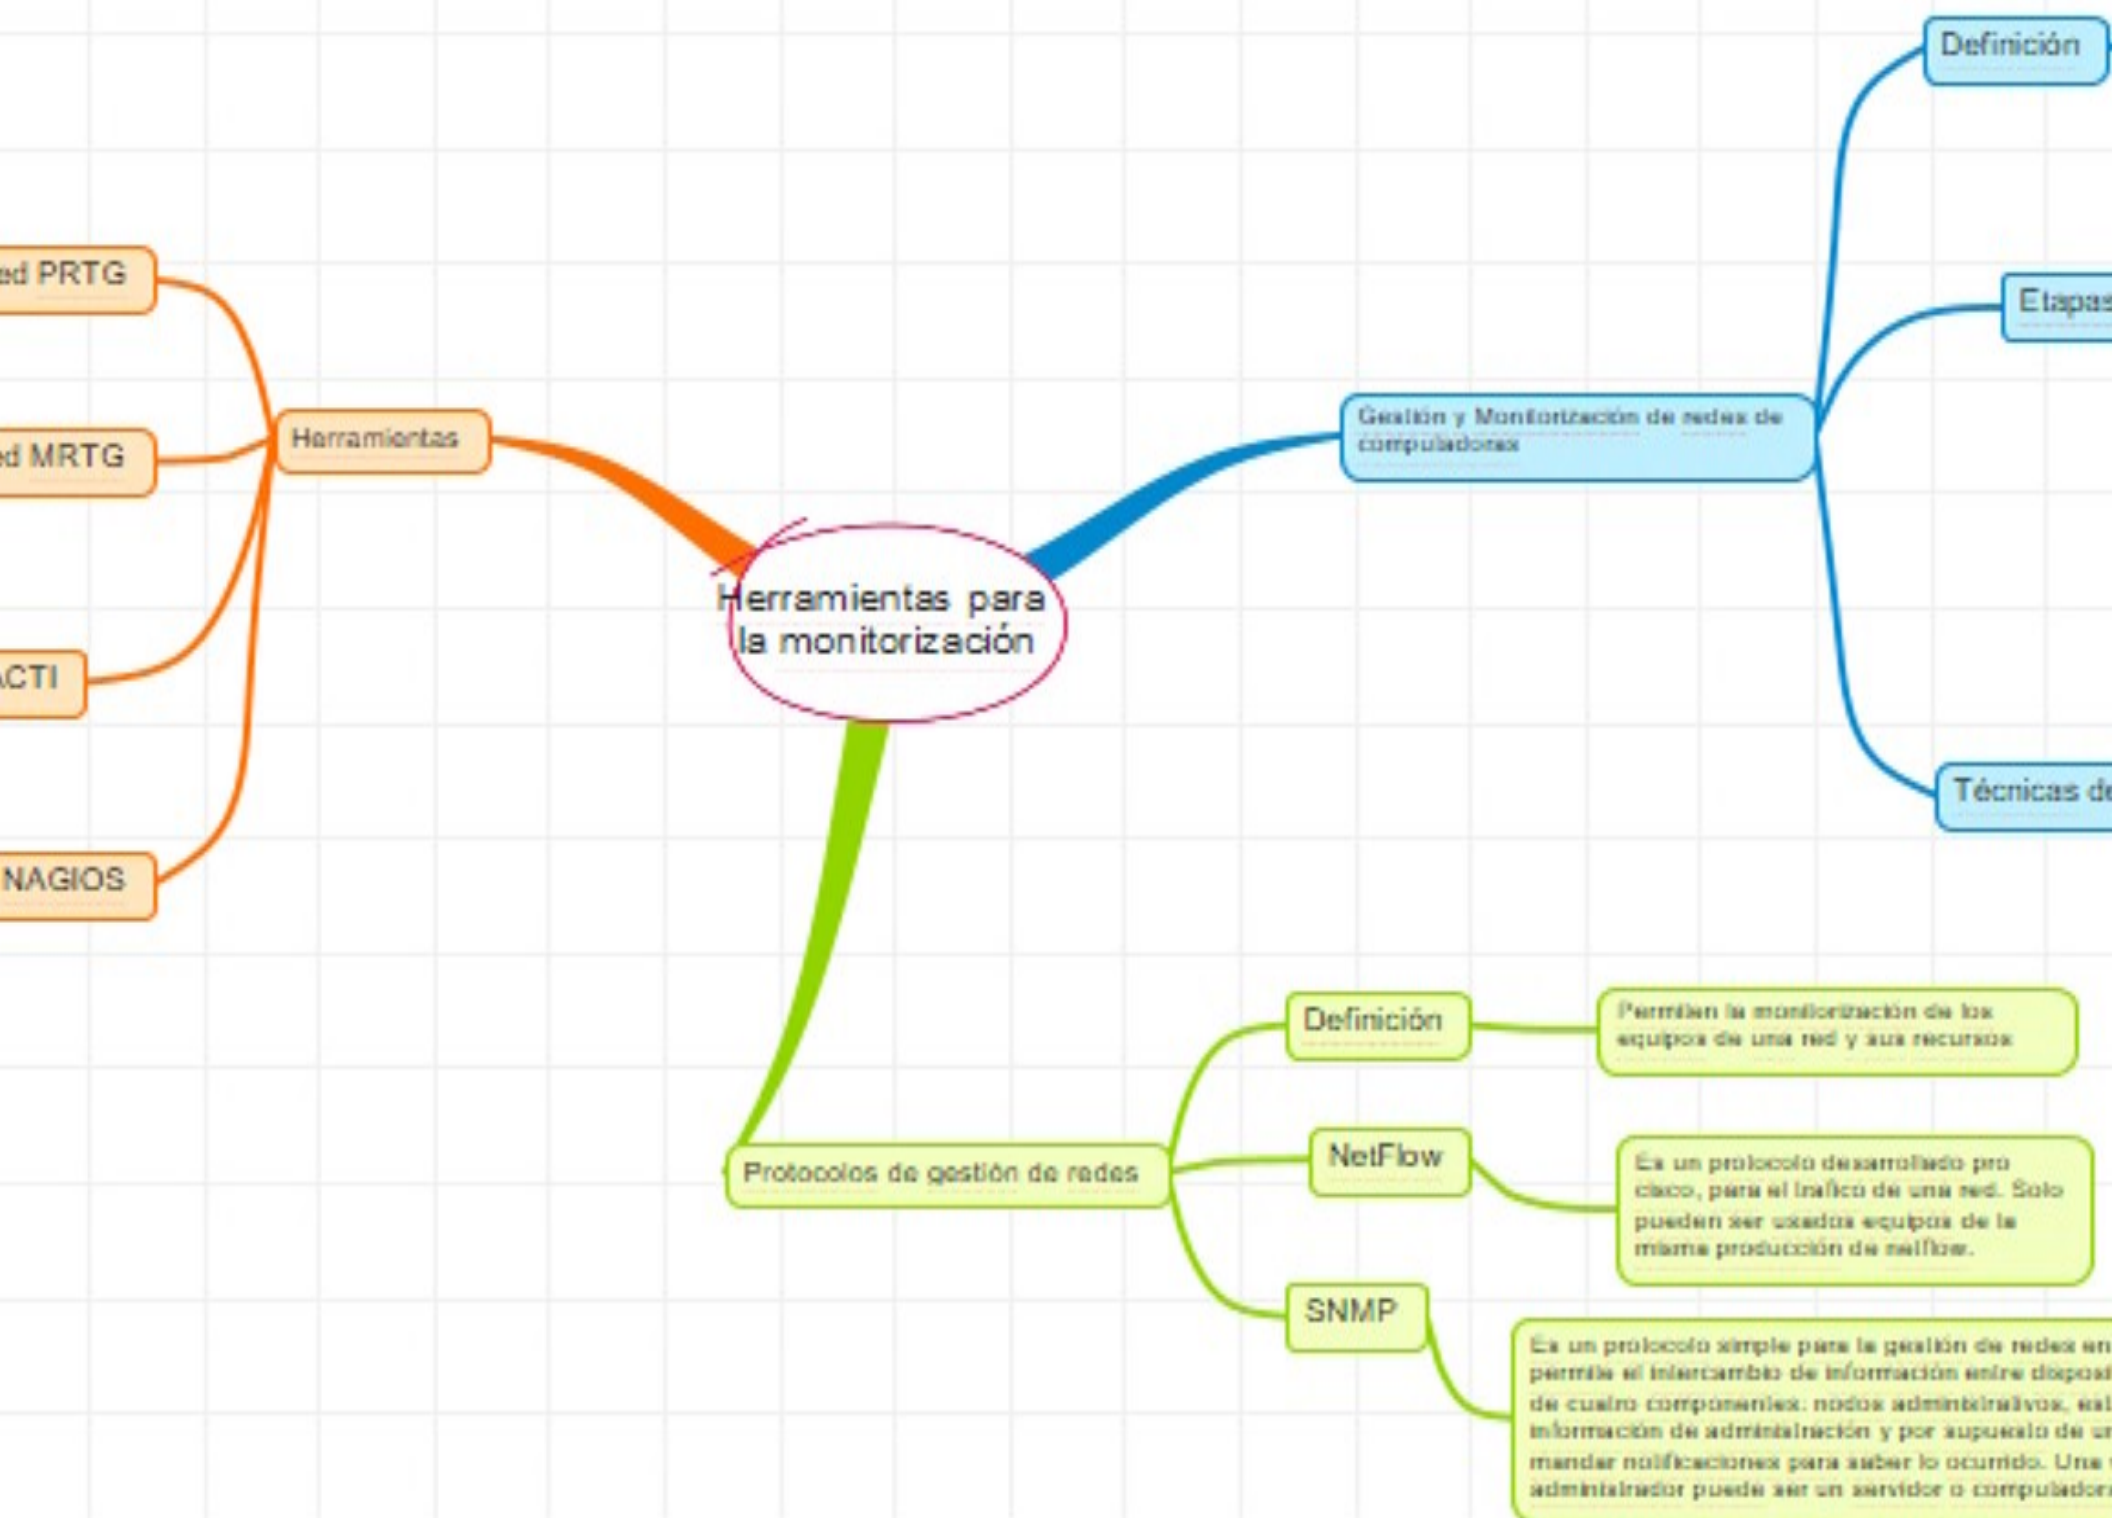 Herramientas para
la monitorización
Herramientas
ed PRTG
ed MRTG
ACTI
NAGIOS
Gestión y Monitorización de redes de
computadoras
Definición
Etapas
Técnicas de
Protocolos de gestión de redes
Definición
Permiten la monitorización de los
equipos de una red y sus recursos
NetFlow
Es un protocolo desarrollado pro
cisco, para el trafico de una red. Solo
pueden ser usados equipos de la
misma producción de netflow.
SNMP
Es un protocolo simple para la gestión de redes en
permite el intercambio de información entre disposi
de cuatro componentes. nodos administrativos, est
información de administración y por supuesto de un
mandar notificaciones para saber lo ocurrido. Una
administrador puede ser un servidor o computadora